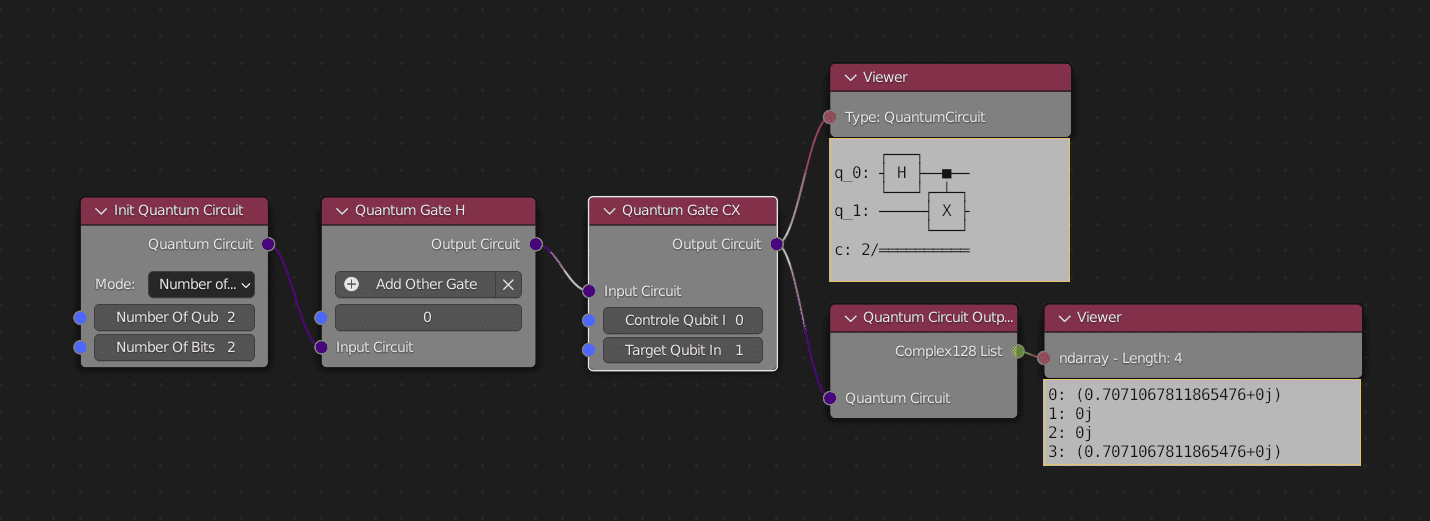 Init Quantum Circuit
Quantum Circuit
Mode: Number of...
Number Of Qub 2
Number Of Bits 2
Quantum Gate H
Output Circuit
Add Other Gate
0
Input Circuit
Quantum Gate CX
Output Circuit
Input Circuit
Controle Qubit I 0
Target Qubit In 1
Viewer
Type: QuantumCircuit
q_0: H
q_1: X
c: 2/
Quantum Circuit Outp...
Complex128 List
Quantum Circuit
Viewer
ndarray - Length: 4
0: (0.7071067811865476+0j)
1: 0j
2: 0j
3: (0.7071067811865476+0j)